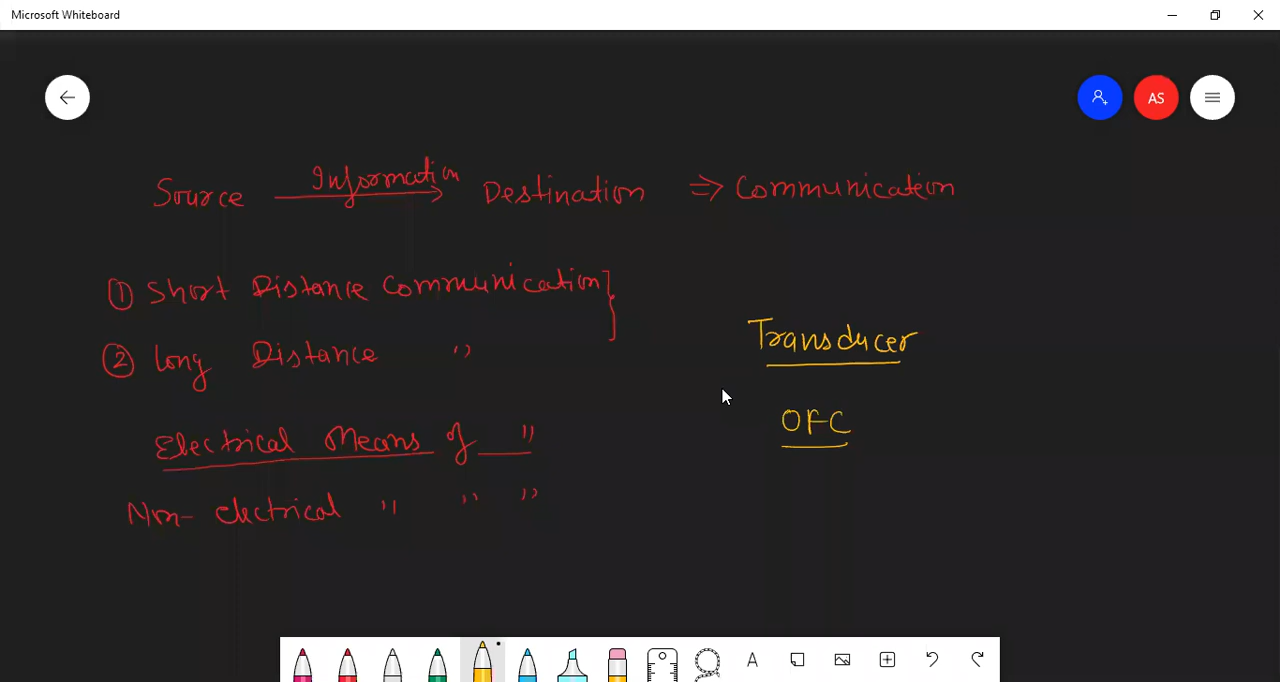 Microsoft Whiteboard
AS
Source Information Destination ⇒ Communication
① Short Distance Communication
② Long Distance "
Electrical Means of "
Non-electrical " " "
Transducer
OFC
A